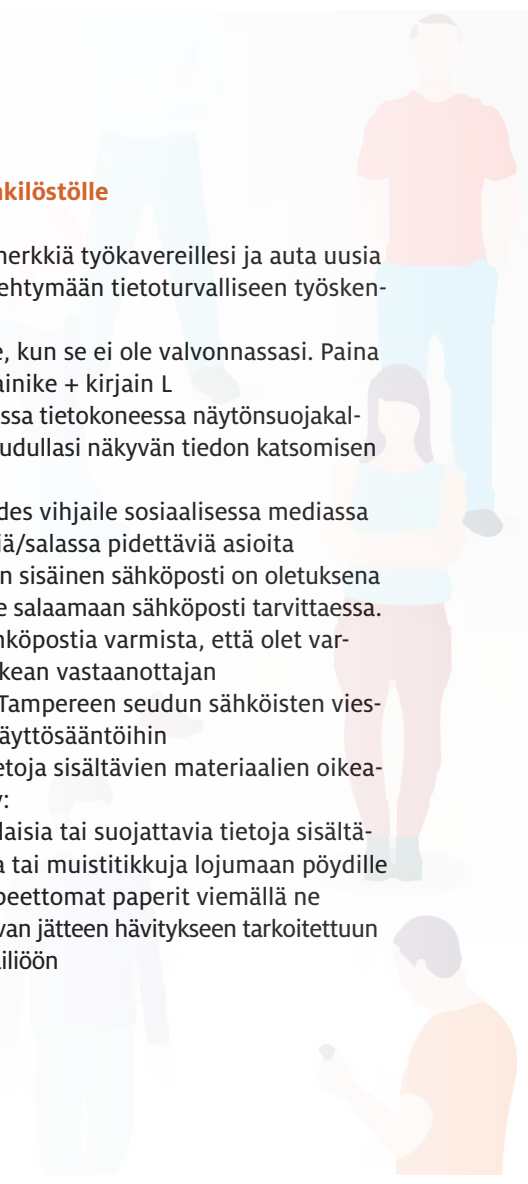 kilöstölle
nerkkiä työkavereillesi ja auta uusia
ehtymään tietoturvalliseen työsken-
e, kun se ei ole valvonnassasi. Paina
ainike + kirjain L
ssa tietokoneessa näytönsuojakal-
udullasi näkyvän tiedon katsomisen
des vihjaile sosiaalisessa mediassa
iä/salassa pidettäviä asioita
n sisäinen sähköposti on oletuksena
e salaamaan sähköposti tarvittaessa.
hköpostia varmista, että olet var-
kean vastaanottajan
Tampereen seudun sähköisten vies-
äyttösääntöihin
etoja sisältävien materiaalien oikea-
:
laisia tai suojattavia tietoja sisältä-
a tai muistitikkuja lojumaan pöydille
peettomat paperit viemällä ne
van jätteen hävitykseen tarkoitettuun
iliöön